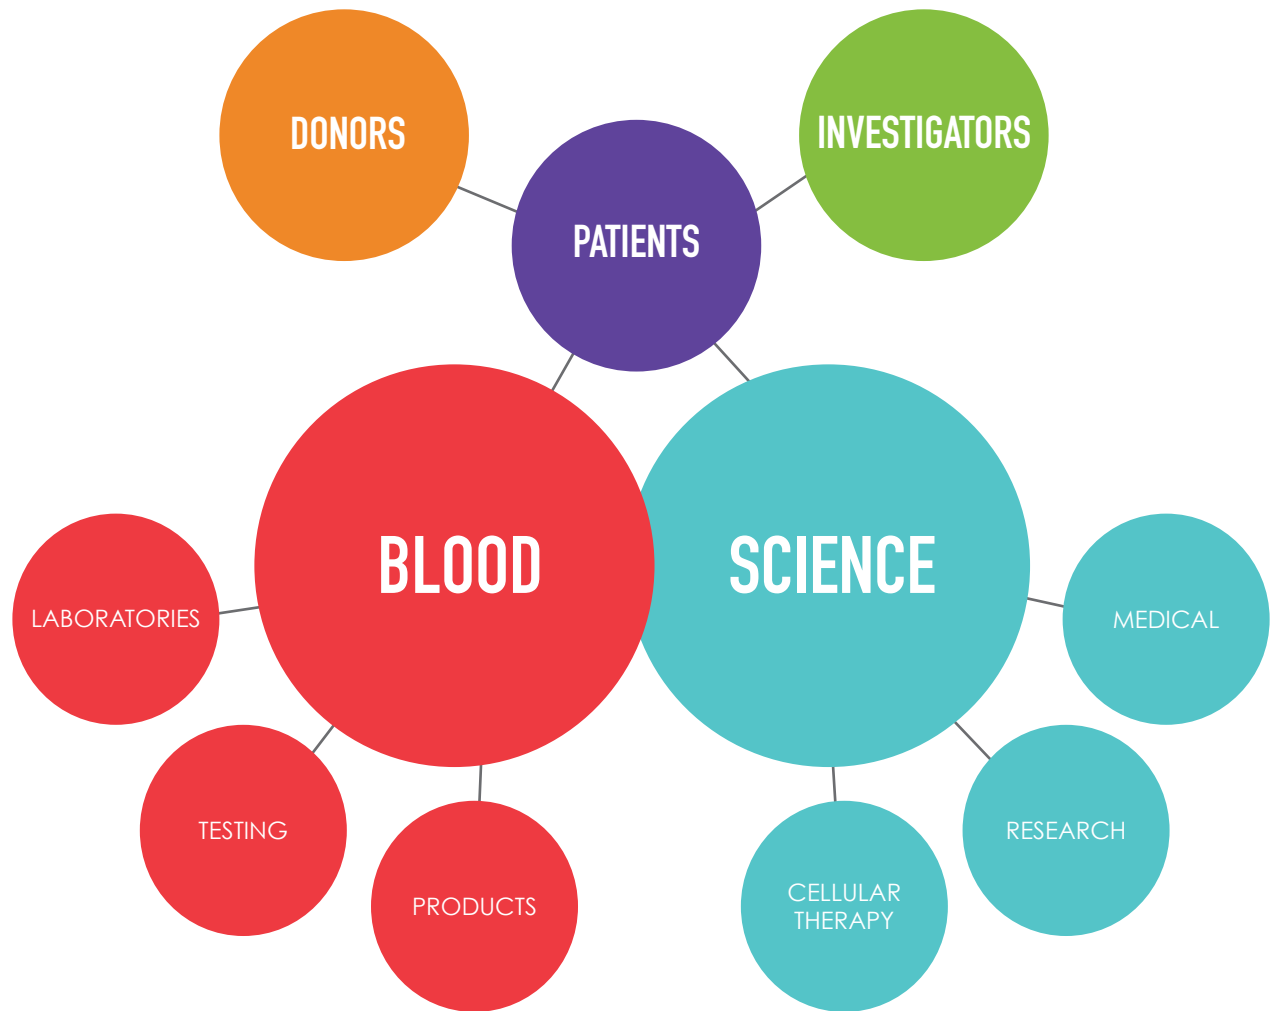 DONORS
INVESTIGATORS
PATIENTS
BLOOD
SCIENCE
LABORATORIES
MEDICAL
TESTING
RESEARCH
PRODUCTS
CELLULAR
THERAPY